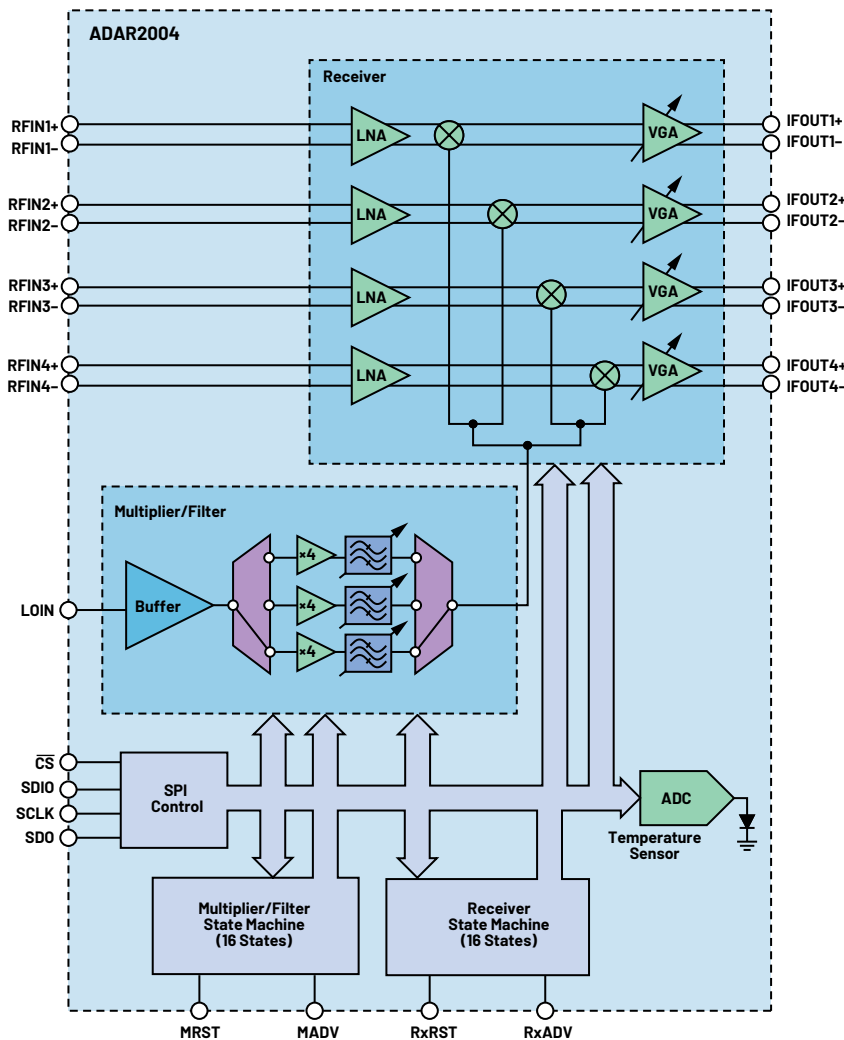 ADAR2004
Receiver
RFIN1+
RFIN1–
LNA
VGA
IFOUT1+
IFOUT1–
RFIN2+
RFIN2–
LNA
VGA
IFOUT2+
IFOUT2–
RFIN3+
RFIN3–
LNA
VGA
IFOUT3+
IFOUT3–
RFIN4+
RFIN4–
LNA
VGA
IFOUT4+
IFOUT4–
Multiplier/Filter
LOIN
Buffer
×4
×4
×4
CS
SDIO
SCLK
SDO
SPI
Control
ADC
Temperature
Sensor
Multiplier/Filter
State Machine
(16 States)
Receiver
State Machine
(16 States)
MRST
MADV
RxRST
RxADV